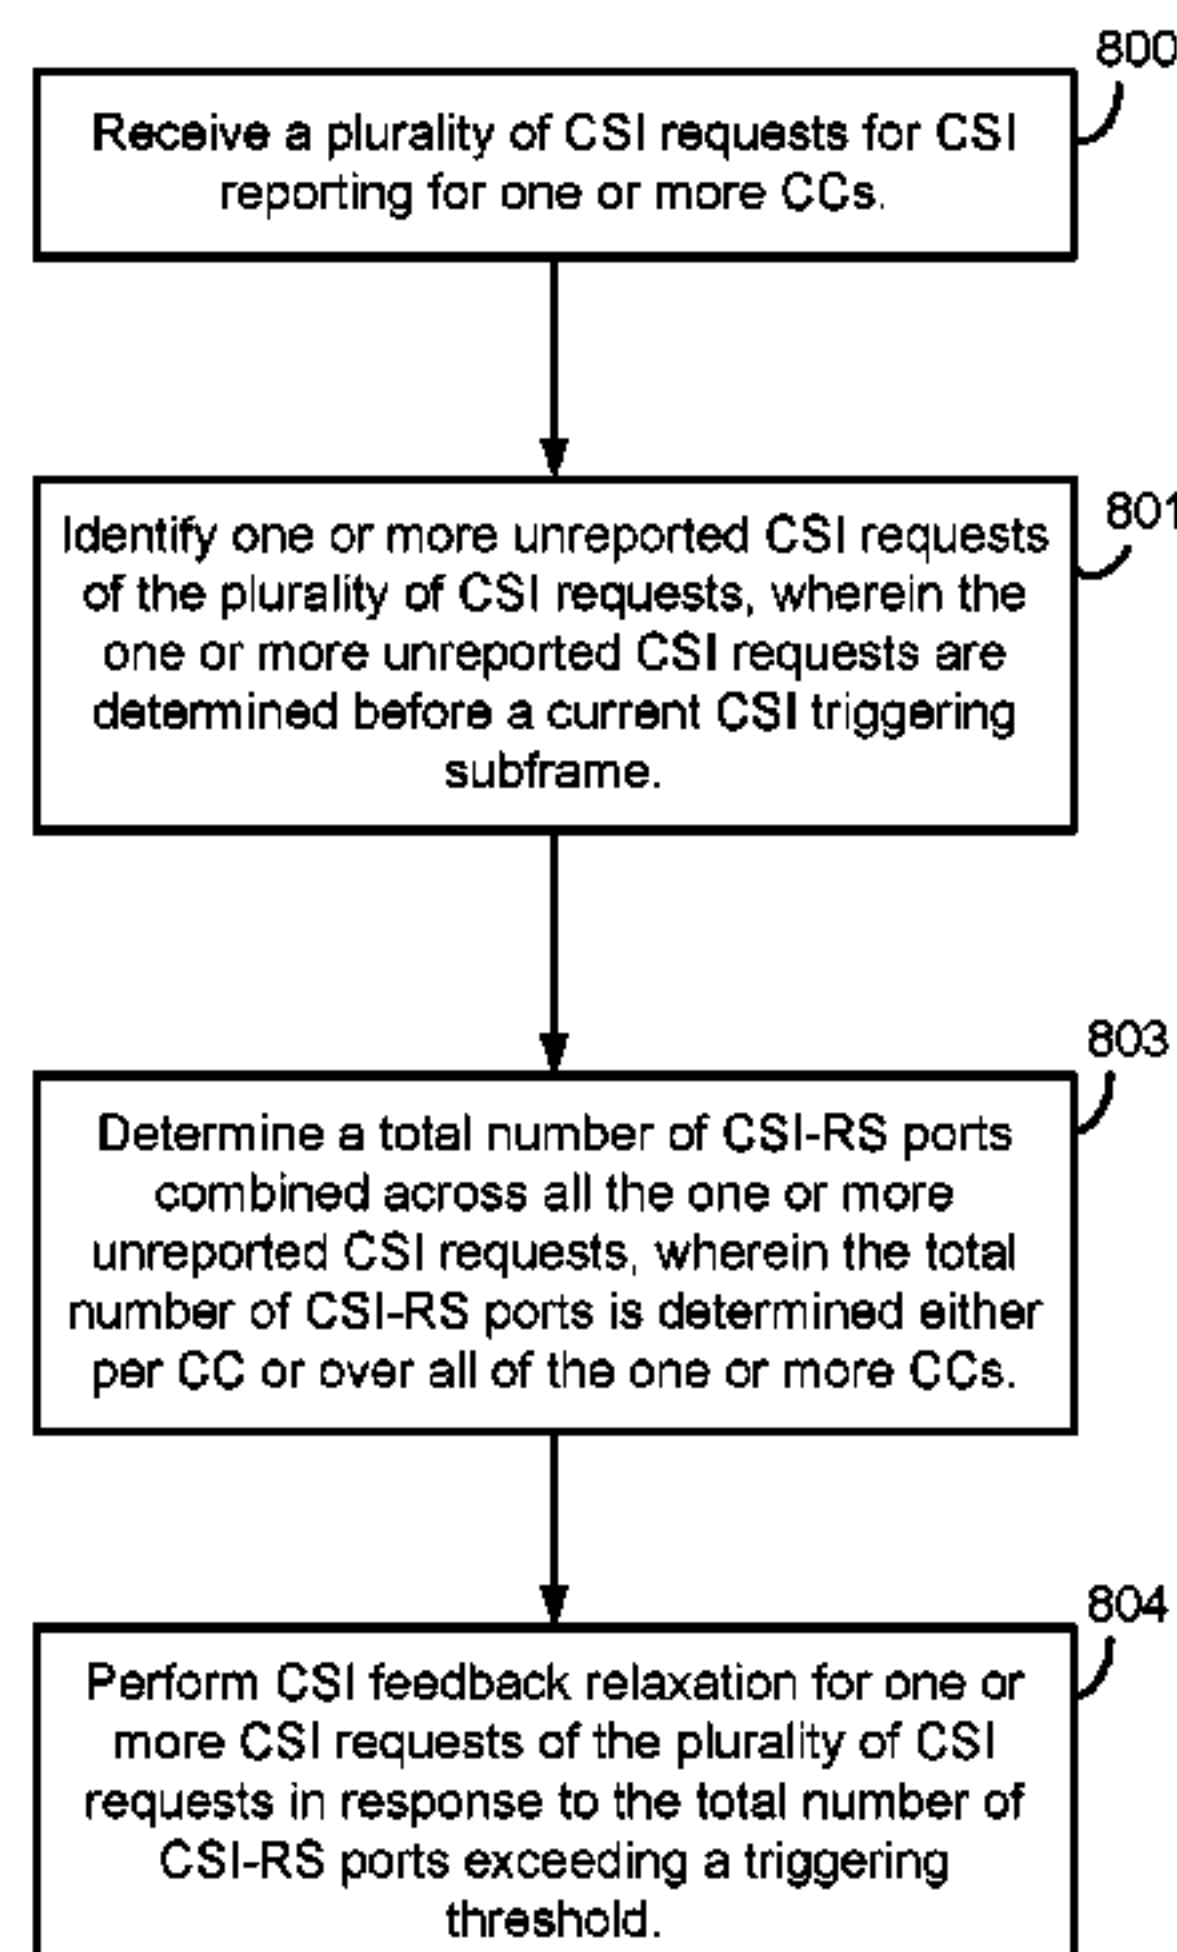 800
Receive a plurality of CSI requests for CSI
reporting for one or more CCs.
801
Identify one or more unreported CSI requests
of the plurality of CSI requests, wherein the
one or more unreported CSI requests are
determined before a current CSI triggering
subframe.
803
Determine a total number of CSI-RS ports
combined across all the one or more
unreported CSI requests, wherein the total
number of CSI-RS ports is determined either
per CC or over all of the one or more CCs.
804
Perform CSI feedback relaxation for one or
more CSI requests of the plurality of CSI
requests in response to the total number of
CSI-RS ports exceeding a triggering
threshold.